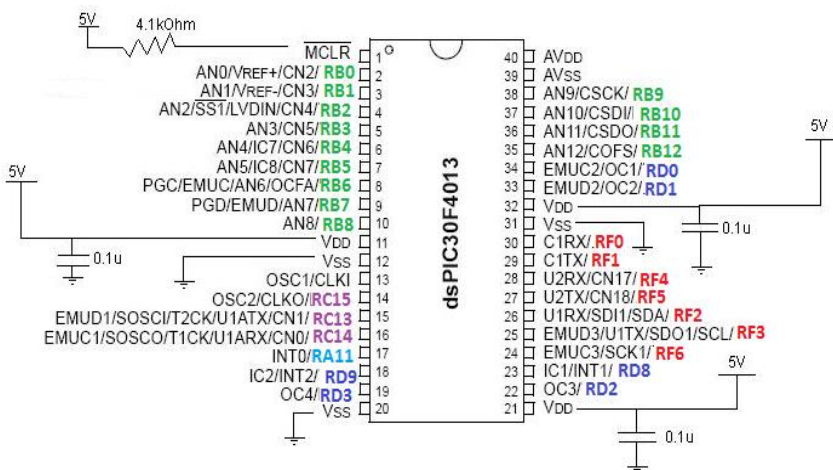 5V
4.1kOhm
MCLR
AN0/VREF+/CN2/ RB0
AN1/VREF-/CN3/ RB1
AN2/SS1/LVDIN/CN4/ RB2
AN3/CN5/ RB3
AN4/IC7/CN6/ RB4
AN5/IC8/CN7/ RB5
PGC/EMUC/AN6/OCFA/ RB6
PGD/EMUD/AN7/ RB7
AN8/ RB8
5V
VDD
0.1u
VSS
OSC1/CLKI
OSC2/CLKO/ RC15
EMUD1/SOSCI/T2CK/U1ATX/CN1/ RC13
EMUC1/SOSCO/T1CK/U1ARX/CN0/ RC14
INT0/ RA11
IC2/INT2/ RD9
OC4/ RD3
VSS
1
2
3
4
5
6
7
8
9
10
11
12
13
14
15
16
17
18
19
20
dsPIC30F4013
40 AVDD
39 AVSS
38 AN9/CSCK/ RB9
37 AN10/CSDI/ RB10
36 AN11/CSDO/ RB11
35 AN12/COFS/ RB12
34 EMUC2/OC1/ RD0
33 EMUD2/OC2/ RD1
32 VDD
31 VSS
30 C1RX/ RF0
29 C1TX/ RF1
28 U2RX/CN17/ RF4
27 U2TX/CN18/ RF5
26 U1RX/SDI1/SDA/ RF2
25 EMUD3/U1TX/SDO1/SCL/ RF3
24 EMUC3/SCK1/ RF6
23 IC1/INT1/ RD8
22 OC3/ RD2
21 VDD
5V
0.1u
5V
0.1u